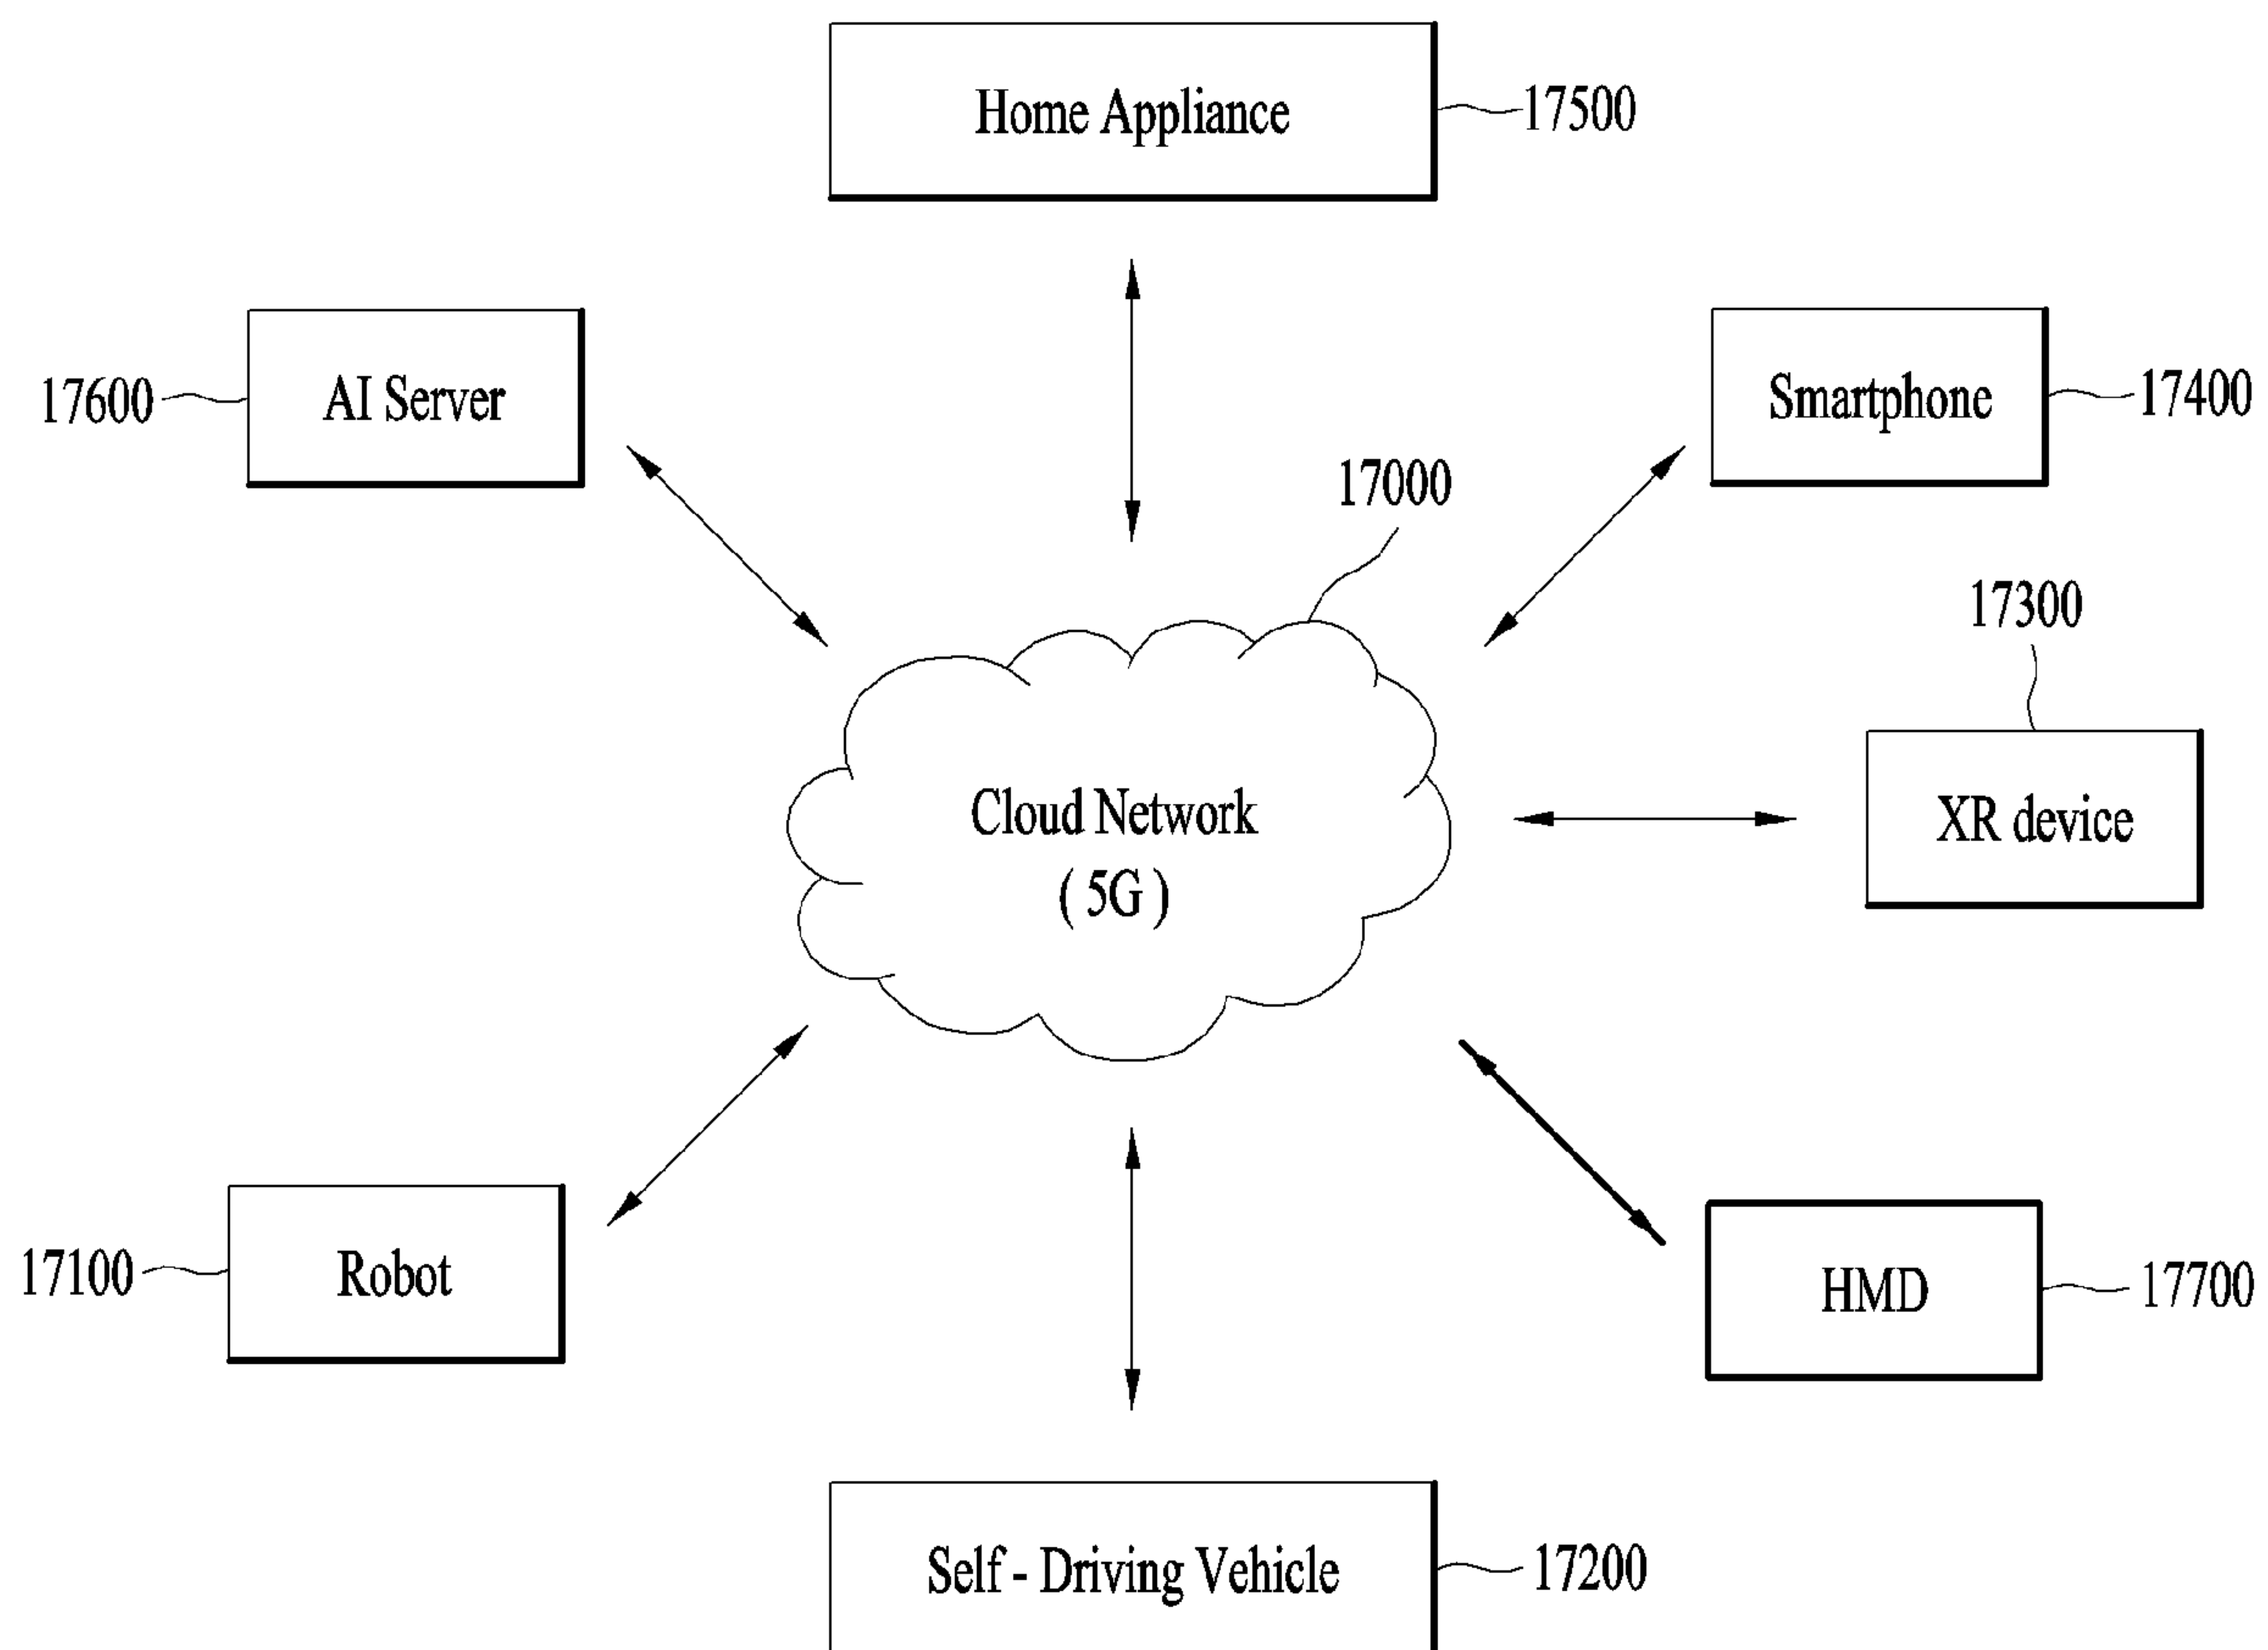 Home Appliance
17500
17600
AI Server
Smartphone
17400
17000
17300
Cloud Network
( 5G )
XR device
17100
Robot
HMD
17700
Self - Driving Vehicle
17200